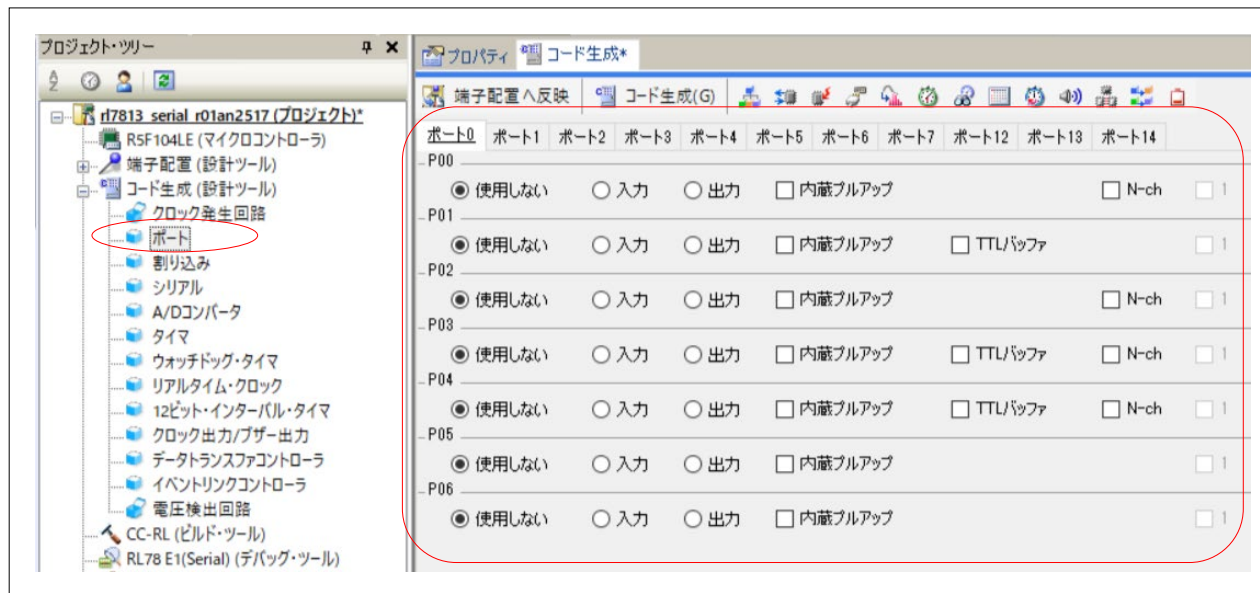 プロジェクト・ツリー
rl7813_serial_r01an2517 (プロジェクト)*
R5F104LE (マイクロコントローラ)
端子配置 (設計ツール)
コード生成 (設計ツール)
クロック発生回路
ポート
割り込み
シリアル
A/Dコンバータ
タイマ
ウォッチドッグ・タイマ
リアルタイム・クロック
12ビット・インターバル・タイマ
クロック出力/ブザー出力
データトランスファコントローラ
イベントリンクコントローラ
電圧検出回路
CC-RL (ビルド・ツール)
RL78 E1(Serial) (デバッグ・ツール)
プロパティ コード生成*
端子配置へ反映 コード生成(G)
ポート0 ポート1 ポート2 ポート3 ポート4 ポート5 ポート6 ポート7 ポート12 ポート13 ポート14
P00
使用しない 入力 出力 内蔵プルアップ N-ch 1
P01
使用しない 入力 出力 内蔵プルアップ TTLバッファ 1
P02
使用しない 入力 出力 内蔵プルアップ N-ch 1
P03
使用しない 入力 出力 内蔵プルアップ TTLバッファ N-ch 1
P04
使用しない 入力 出力 内蔵プルアップ TTLバッファ N-ch 1
P05
使用しない 入力 出力 内蔵プルアップ 1
P06
使用しない 入力 出力 内蔵プルアップ 1